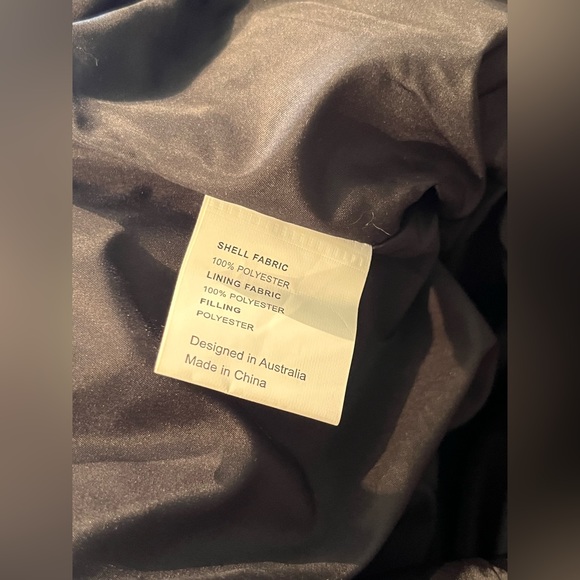 SHELL FABRIC
100% POLYESTER
LINING FABRIC
100% POLYESTER
FILLING
POLYESTER
Designed in Australia
Made in China